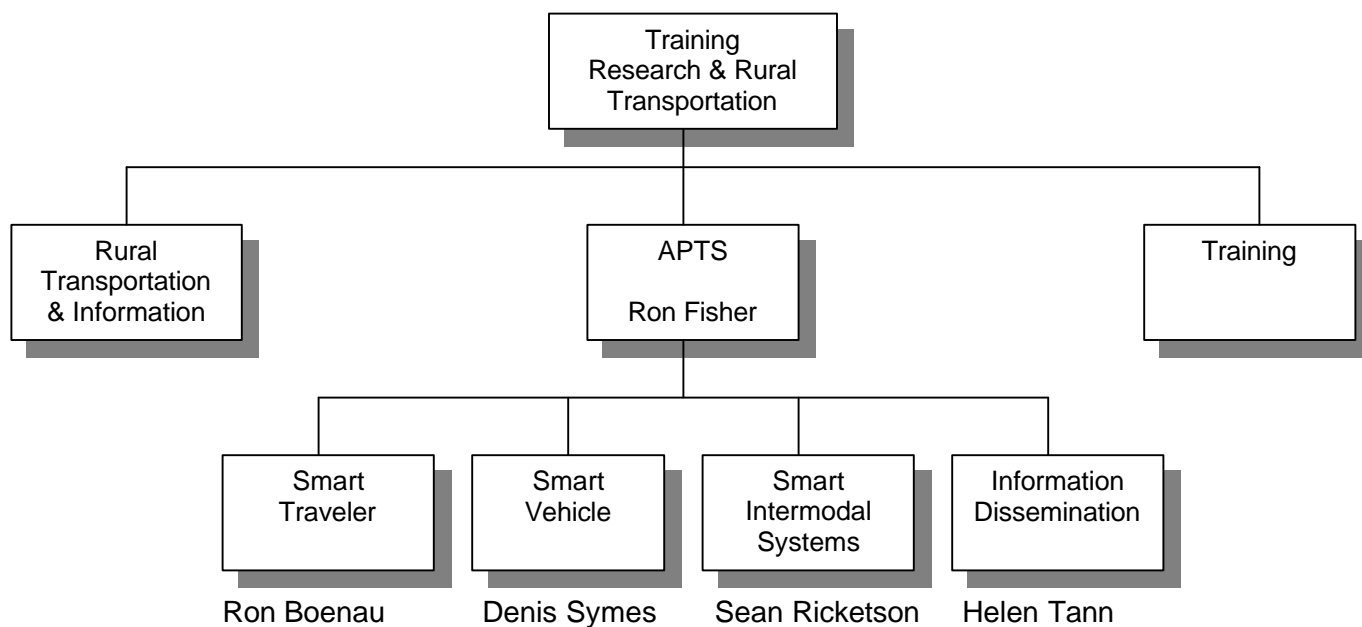 Training
Research & Rural
Transportation
Rural
Transportation
& Information
APTS
Ron Fisher
Training
Smart
Traveler
Smart
Vehicle
Smart
Intermodal
Systems
Information
Dissemination
Ron Boenau
Denis Symes
Sean Ricketson
Helen Tann